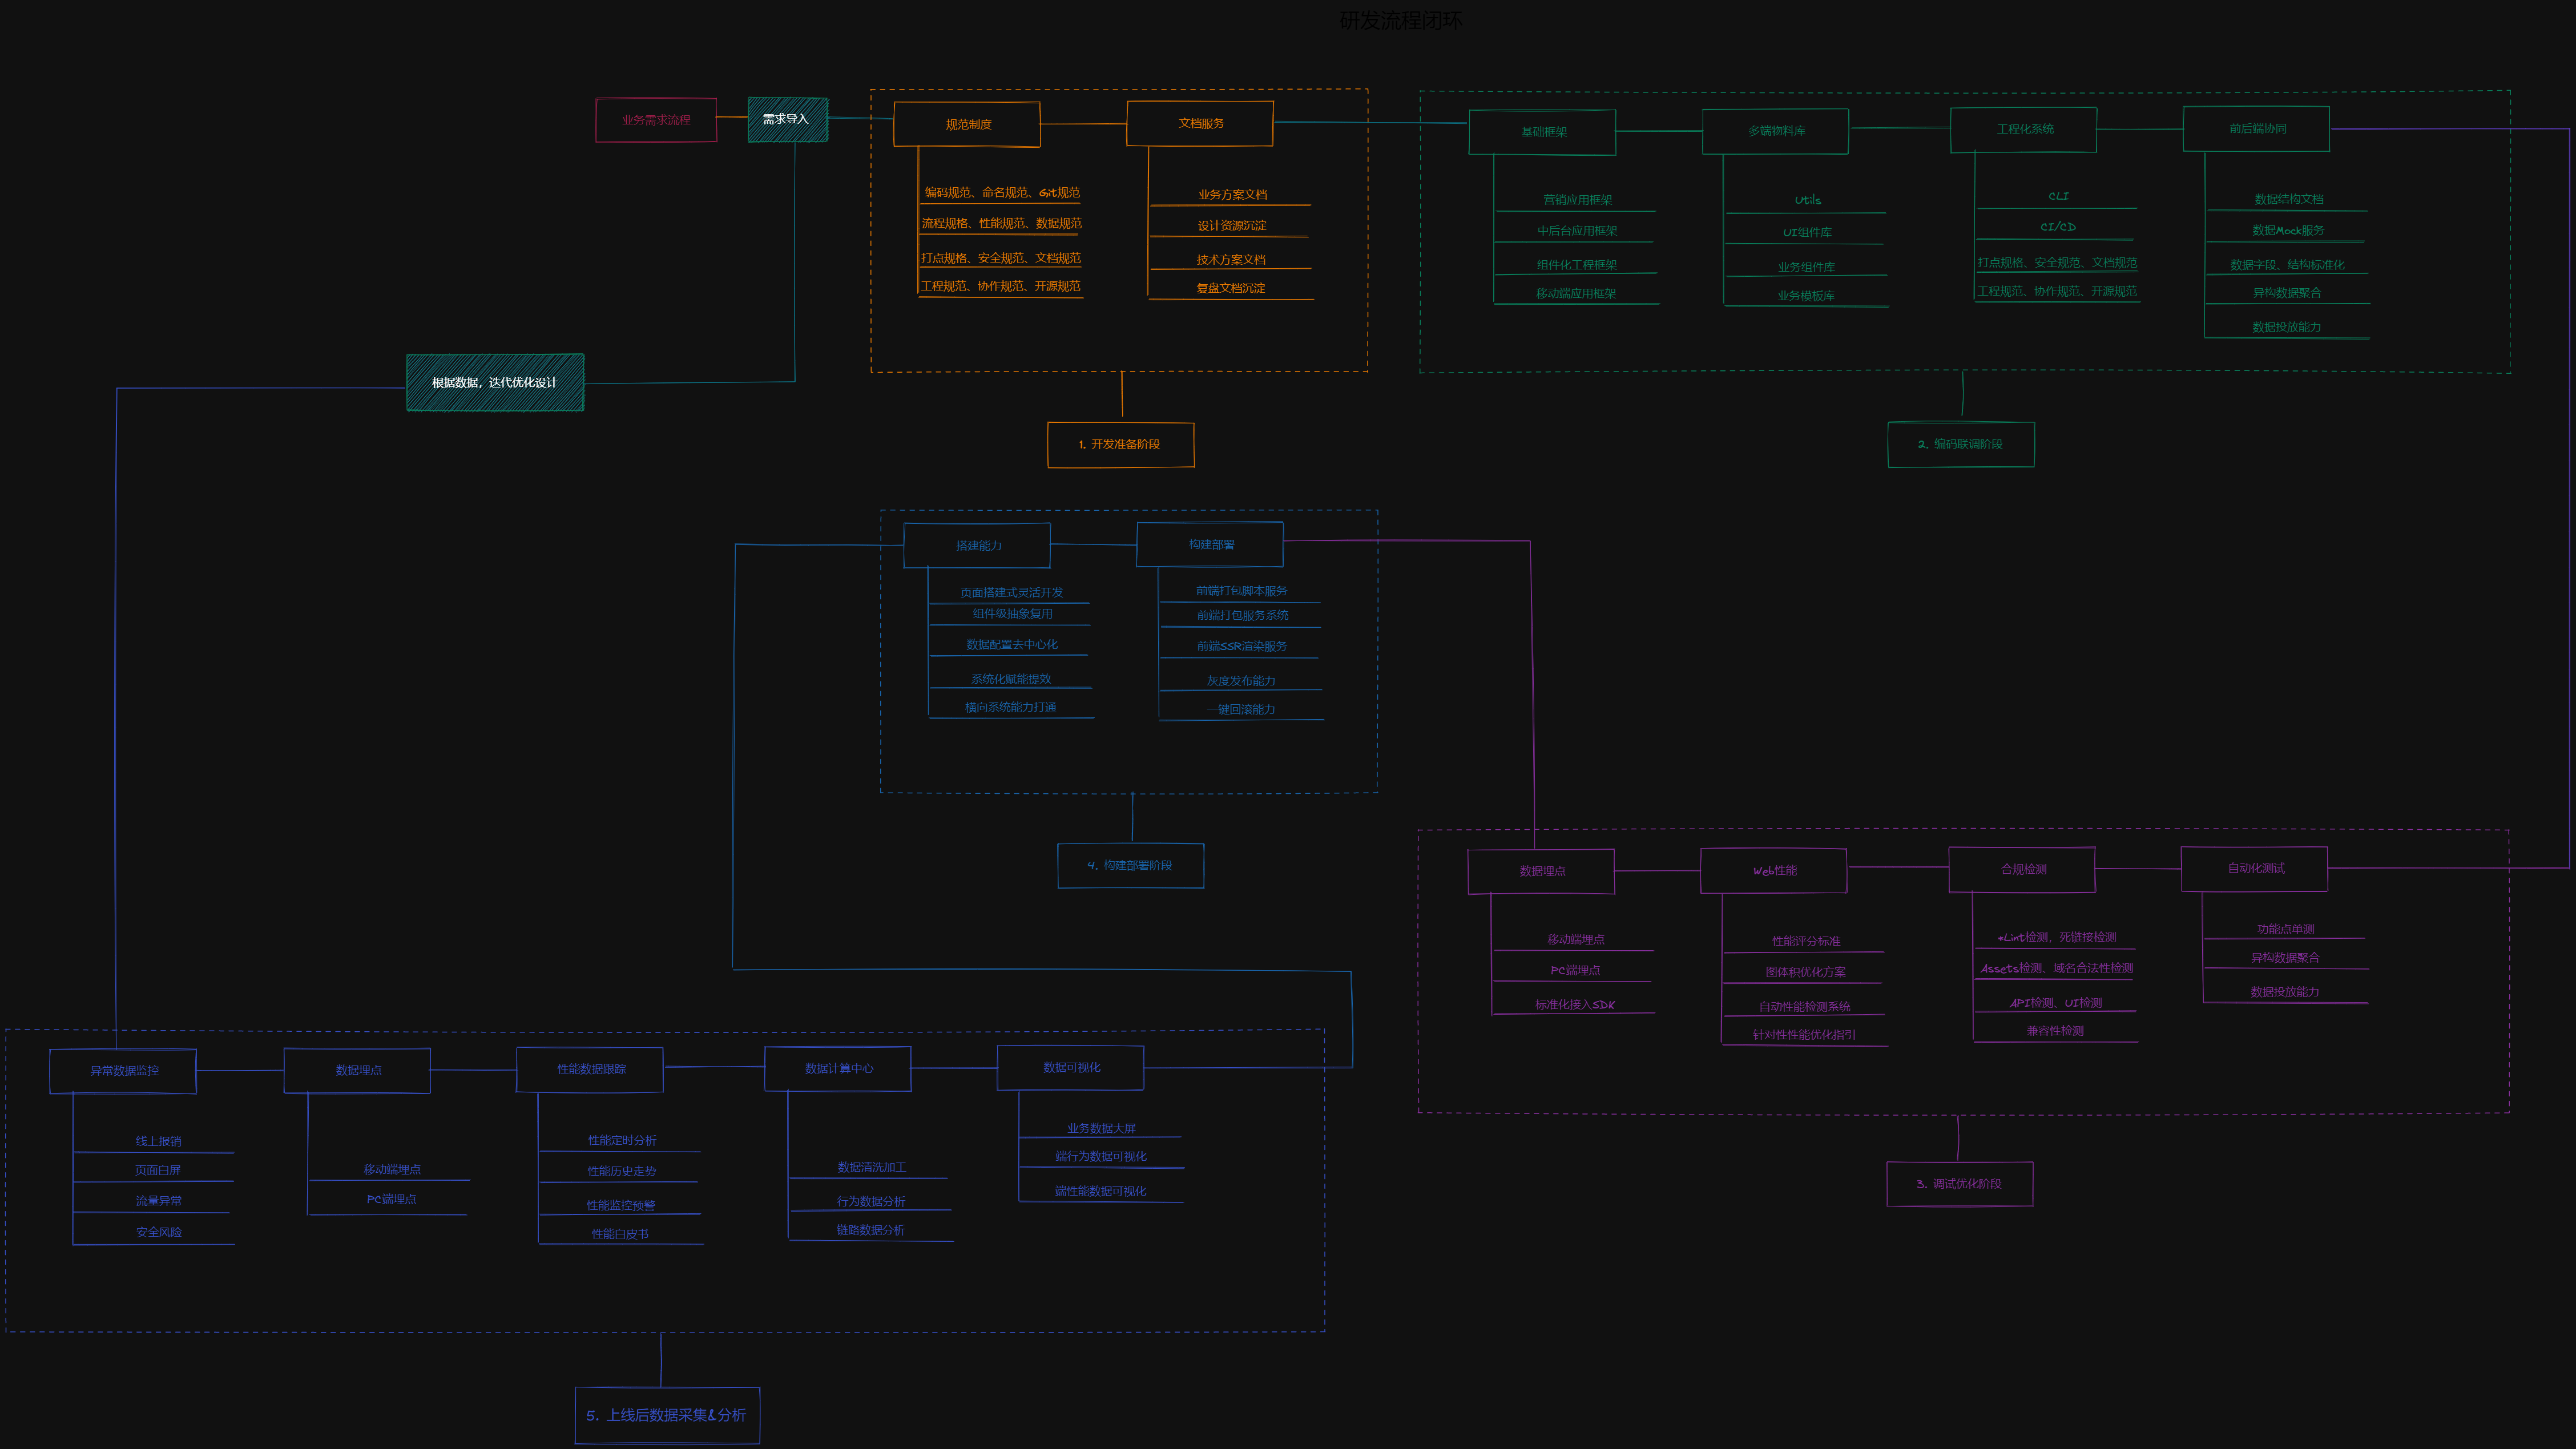 研发流程闭环
业务需求流程
需求导入
规范制度
编码规范、命名规范、Git规范
流程规格、性能规范、数据规范
打点规格、安全规范、文档规范
工程规范、协作规范、开源规范
文档服务
业务方案文档
设计资源沉淀
技术方案文档
复盘文档沉淀
1. 开发准备阶段
基础框架
营销应用框架
中后台应用框架
组件化工程框架
移动端应用框架
多端物料库
Utils
UI组件库
业务组件库
业务模板库
工程化系统
CLI
CI/CD
打点规格、安全规范、文档规范
工程规范、协作规范、开源规范
前后端协同
数据结构文档
数据Mock服务
数据字段、结构标准化
异构数据聚合
数据投放能力
2. 编码联调阶段
根据数据，迭代优化设计
搭建能力
页面搭建式灵活开发
组件级抽象复用
数据配置去中心化
系统化赋能提效
横向系统能力打通
构建部署
前端打包脚本服务
前端打包服务系统
前端SSR渲染服务
灰度发布能力
一键回滚能力
4. 构建部署阶段
数据埋点
移动端埋点
PC端埋点
标准化接入SDK
Web性能
性能评分标准
图体积优化方案
自动性能检测系统
针对性性能优化指引
合规检测
*Lint检测，死链接检测
Assets检测、域名合法性检测
API检测、UI检测
兼容性检测
自动化测试
功能点单测
异构数据聚合
数据投放能力
3. 调试优化阶段
异常数据监控
线上报销
页面白屏
流量异常
安全风险
数据埋点
移动端埋点
PC端埋点
性能数据跟踪
性能定时分析
性能历史走势
性能监控预警
性能白皮书
数据计算中心
数据清洗加工
行为数据分析
链路数据分析
数据可视化
业务数据大屏
端行为数据可视化
端性能数据可视化
5. 上线后数据采集&分析